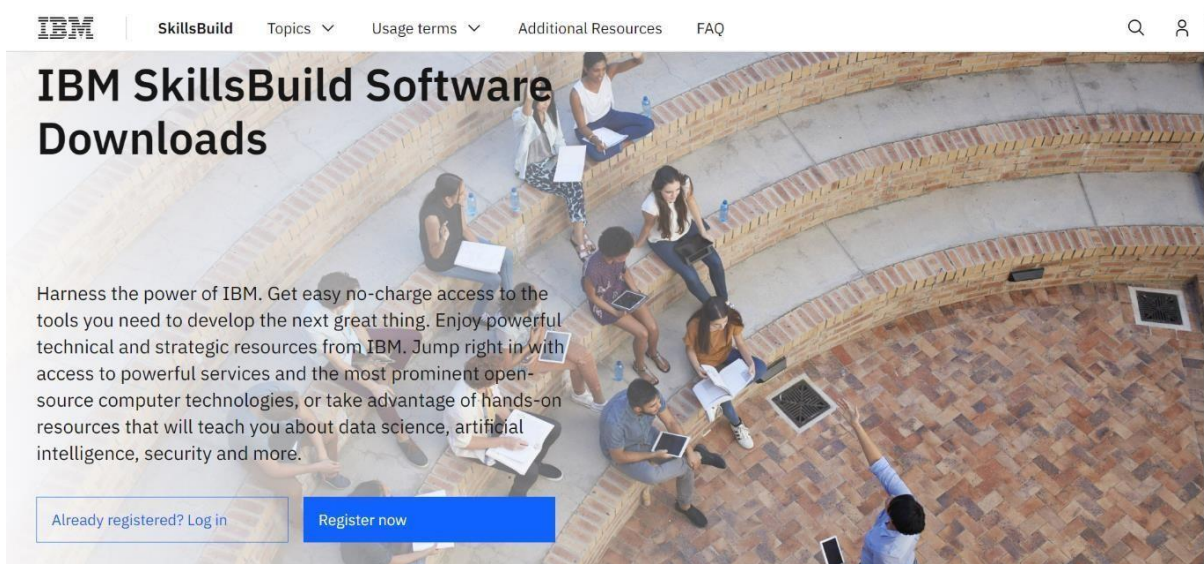 IBM
SkillsBuild
Topics
Usage terms
Additional Resources
FAQ
IBM SkillsBuild Software
Downloads
Harness the power of IBM. Get easy no-charge access to the
tools you need to develop the next great thing. Enjoy powerful
technical and strategic resources from IBM. Jump right in with
access to powerful services and the most prominent open-
source computer technologies, or take advantage of hands-on
resources that will teach you about data science, artificial
intelligence, security and more.
Already registered? Log in
Register now